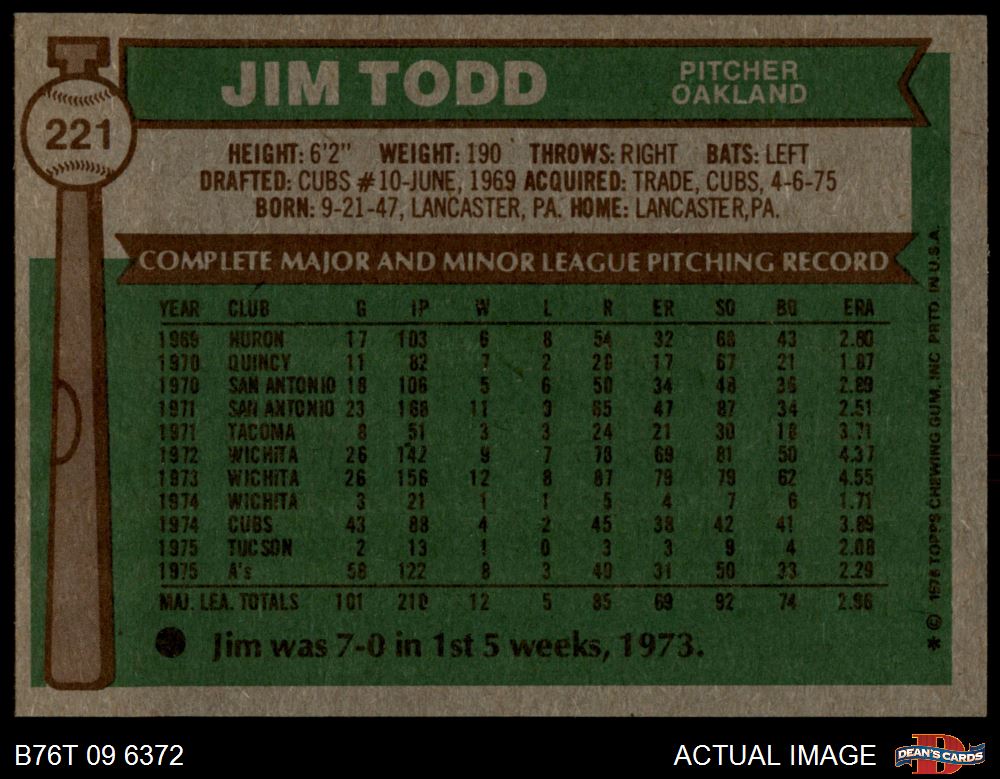 JIM TODD
PITCHER
OAKLAND
221
HEIGHT: 6'2" WEIGHT: 190 THROWS: RIGHT BATS: LEFT
DRAFTED: CUBS #10-JUNE, 1969 ACQUIRED: TRADE, CUBS, 4-6-75
BORN: 9-21-47, LANCASTER, PA. HOME: LANCASTER, PA.
COMPLETE MAJOR AND MINOR LEAGUE PITCHING RECORD
YEAR CLUB G IP W L R ER SO BB ERA
1969 HURON 17 103 6 8 54 32 68 43 2.80
1970 QUINCY 11 82 7 2 26 17 67 21 1.87
1970 SAN ANTONIO 18 106 5 6 50 34 48 36 2.89
1971 SAN ANTONIO 23 168 11 3 65 47 87 34 2.51
1971 TACOMA 8 51 3 3 24 21 30 18 3.71
1972 WICHITA 26 142 9 7 78 69 81 50 4.37
1973 WICHITA 26 156 12 8 87 79 79 62 4.55
1974 WICHITA 3 21 1 1 5 4 7 6 1.71
1974 CUBS 43 88 4 2 45 38 42 41 3.89
1975 TUCSON 2 13 1 0 3 3 9 4 2.08
1975 A's 58 122 8 3 40 31 50 33 2.29
MAJ. LEA. TOTALS 101 210 12 5 85 69 92 74 2.96
Jim was 7-0 in 1st 5 weeks, 1973.
* © 1976 TOPPS CHEWING GUM, INC PRTD IN U.S.A.
B76T 09 6372
ACTUAL IMAGE
DEAN'S CARDS